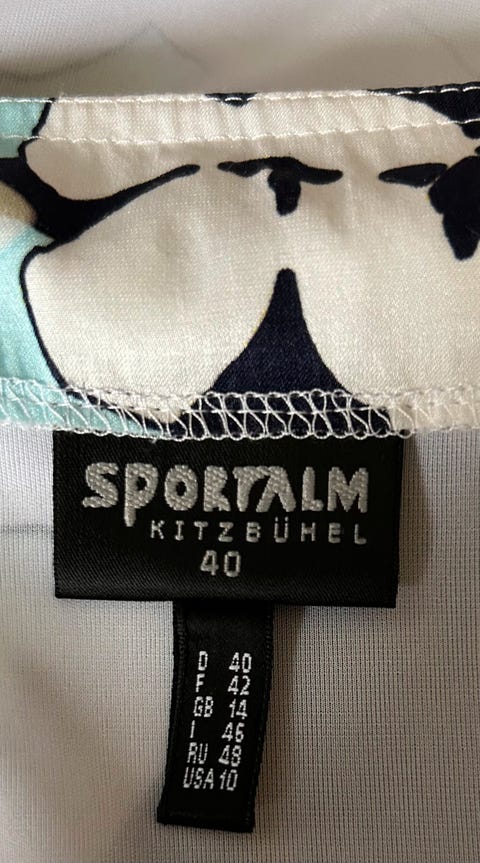 SPORTALM
KITZBÜHEL
40
D 40
F 42
GB 14
I 46
RU 48
USA 10